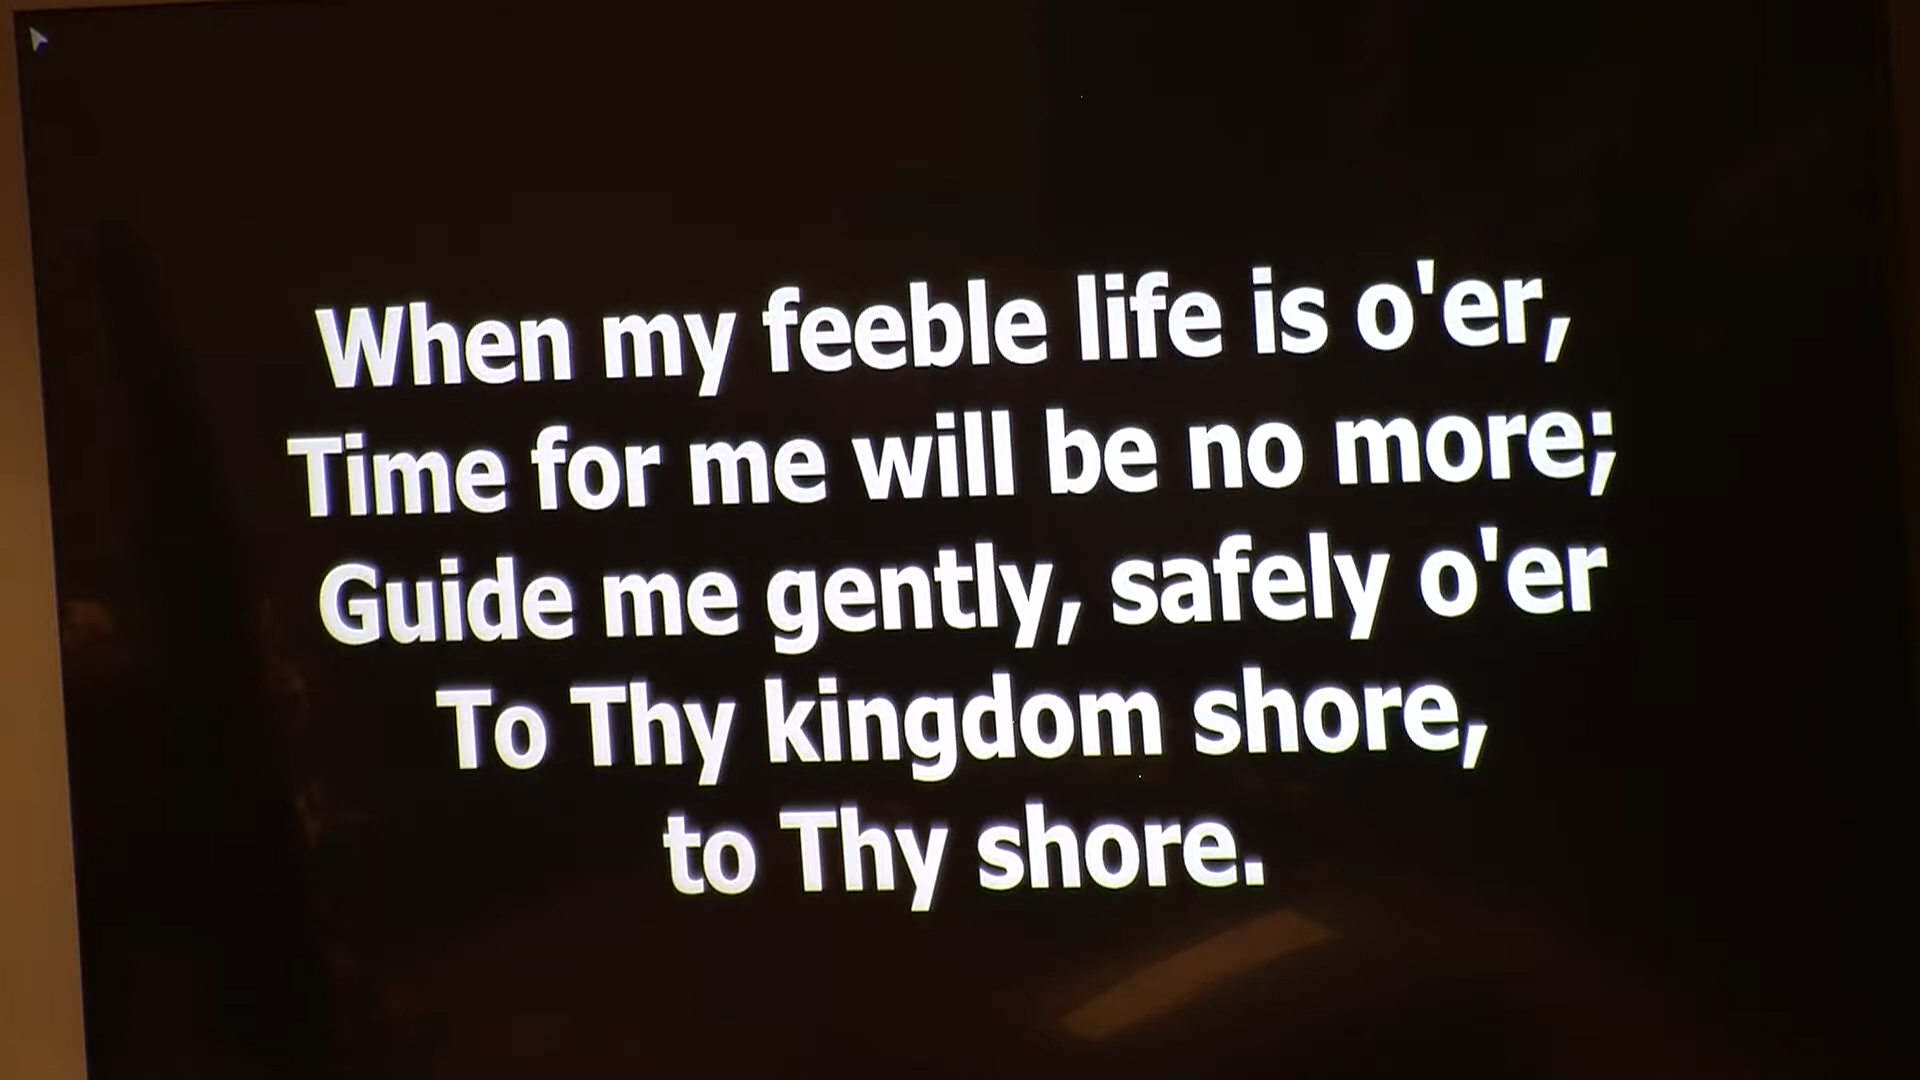 When my feeble life is o'er,
Time for me will be no more;
Guide me gently, safely o'er
To Thy kingdom shore,
to Thy shore.